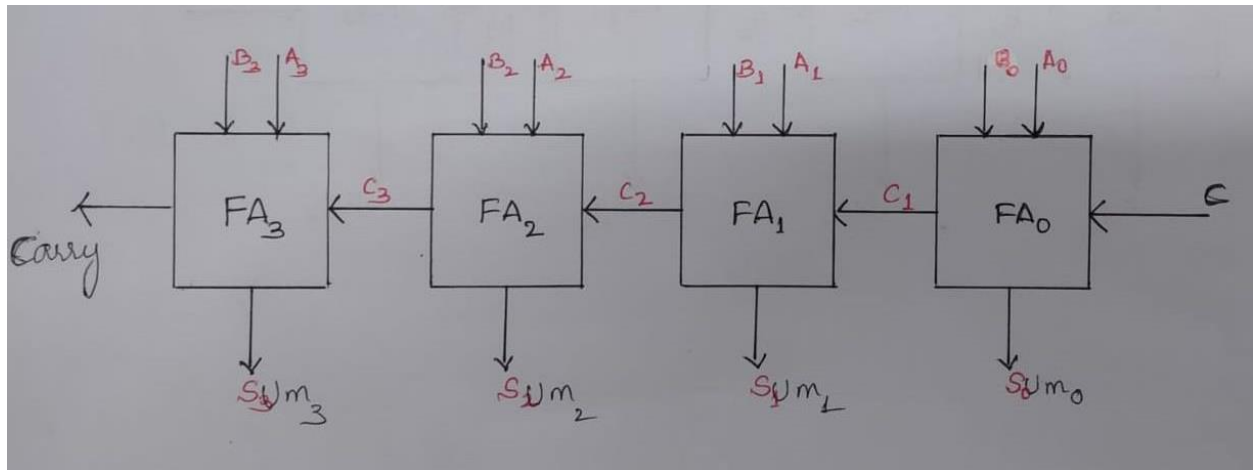 B3 A3 B2 A2 B1 A1 B0 A0
C3 C2 C1 C
FA3 FA2 FA1 FA0
Carry
Sum3 Sum2 Sum1 Sum0